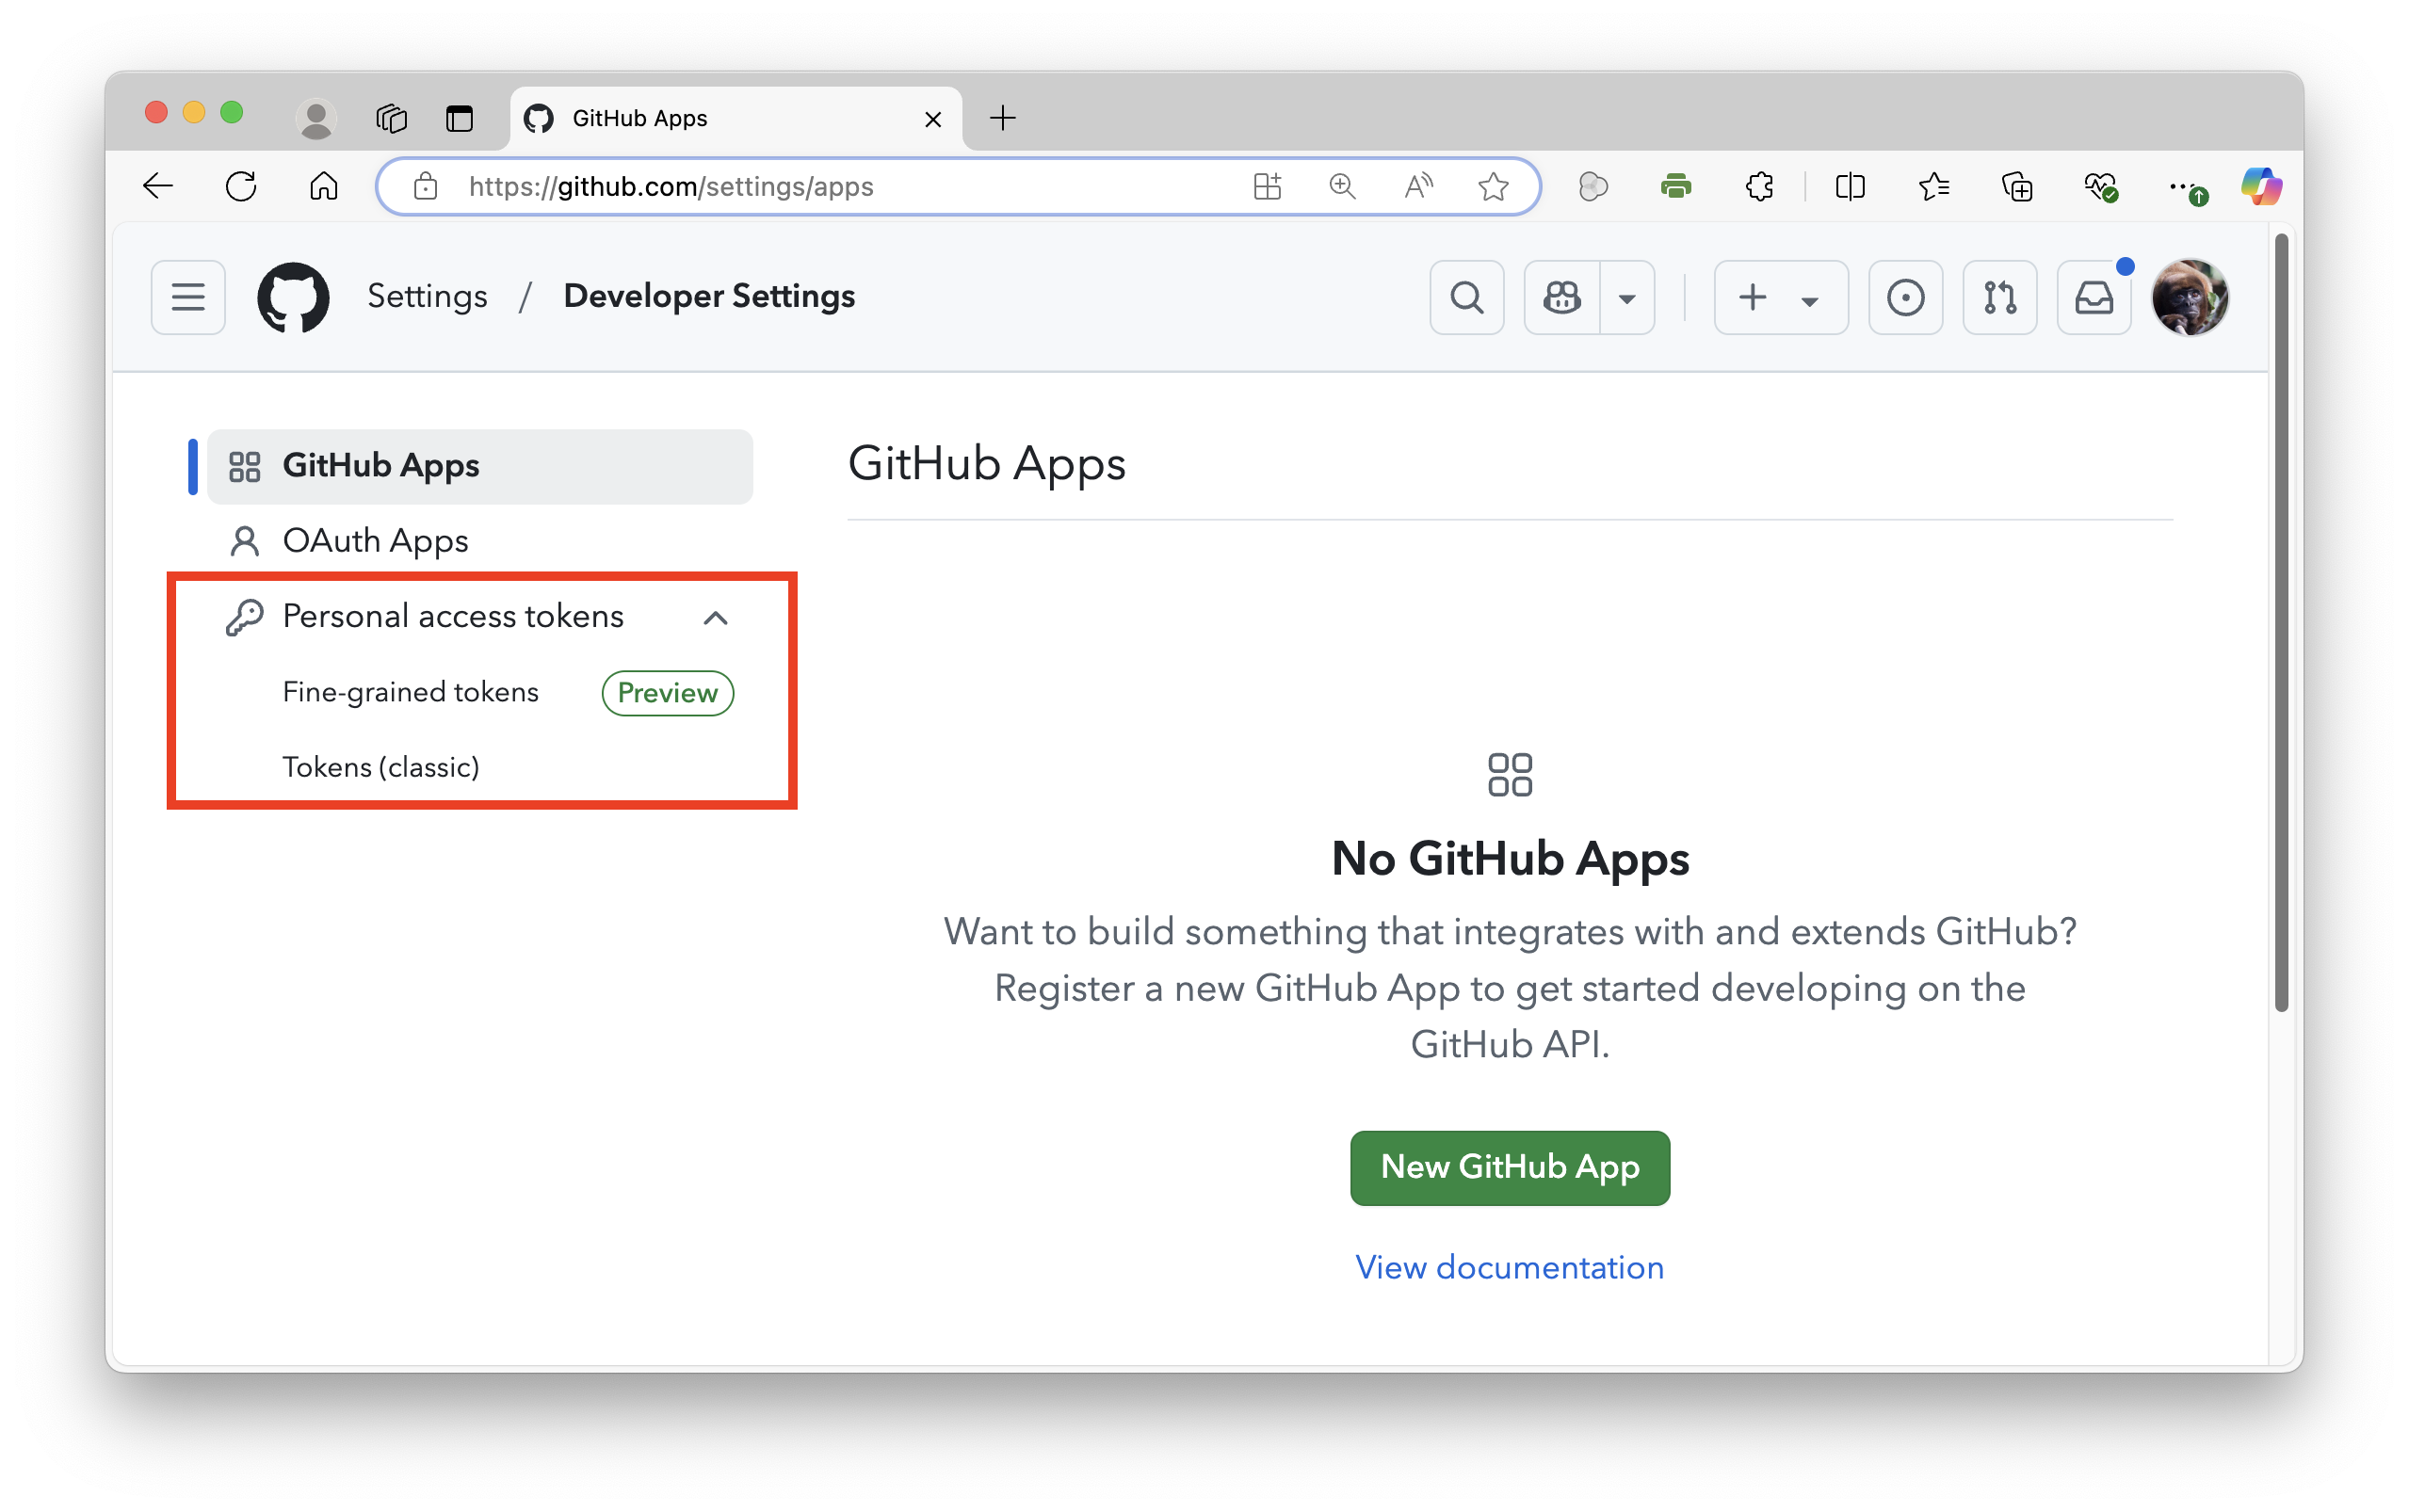 GitHub Apps
https://github.com/settings/apps
Settings / Developer Settings
GitHub Apps
OAuth Apps
Personal access tokens
Fine-grained tokens Preview
Tokens (classic)
GitHub Apps
No GitHub Apps
Want to build something that integrates with and extends GitHub?
Register a new GitHub App to get started developing on the
GitHub API.
New GitHub App
View documentation